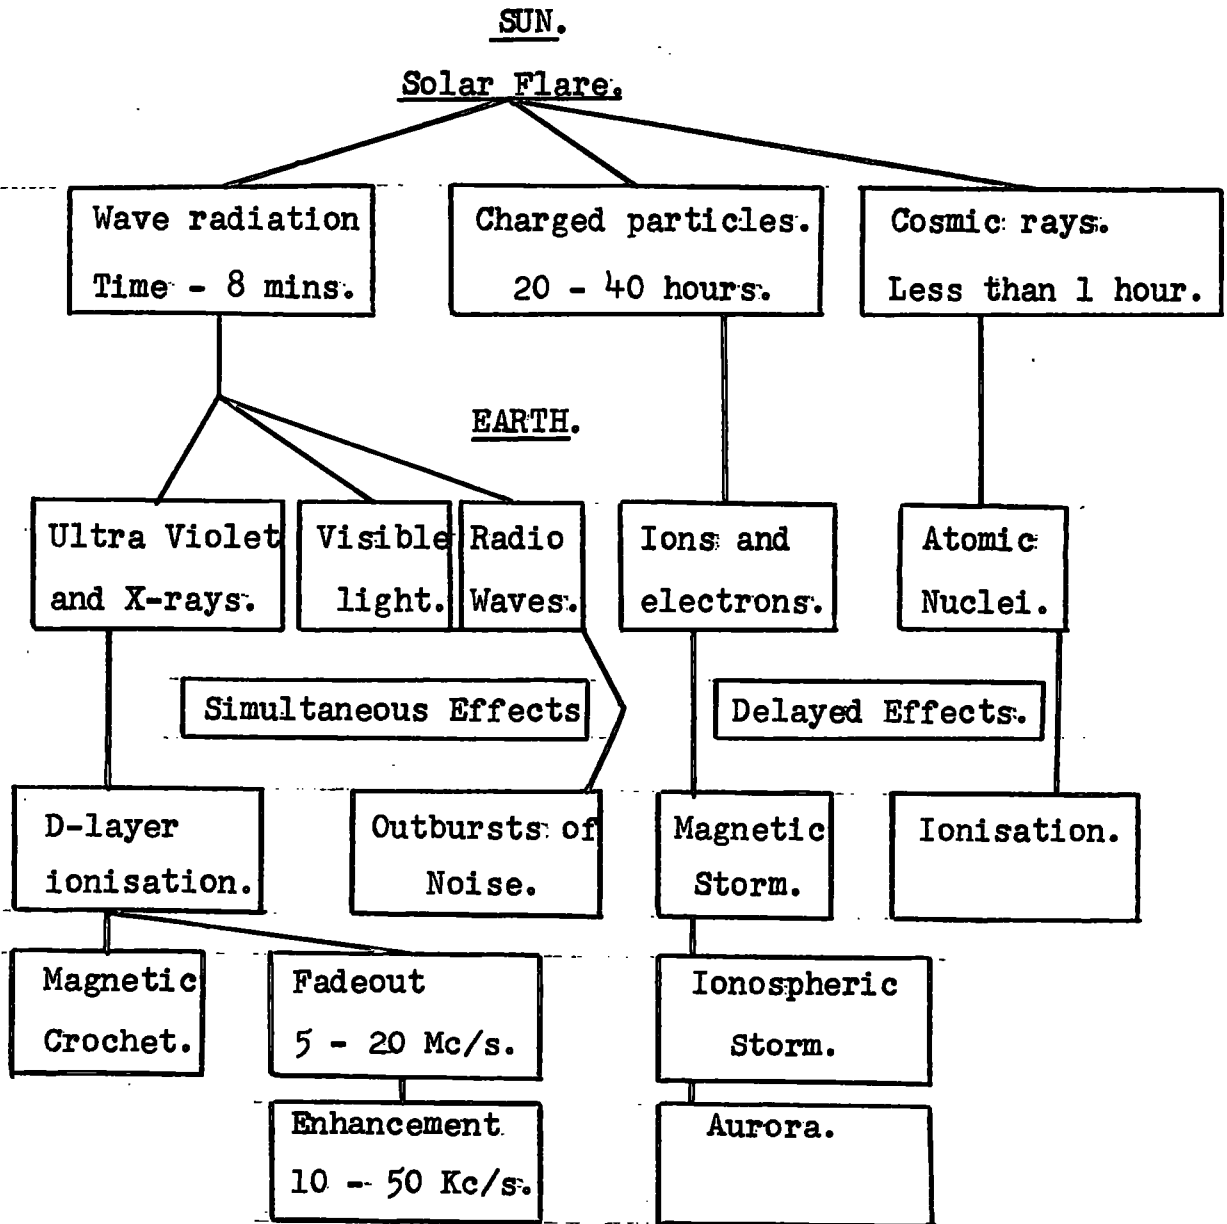 SUN.
Solar Flare.
Wave radiation
Time - 8 mins.
Charged particles.
20 - 40 hours.
Cosmic rays.
Less than 1 hour.
EARTH.
Ultra Violet
and X-rays.
Visible
light.
Radio
Waves.
Ions and
electrons.
Atomic
Nuclei.
Simultaneous Effects
Delayed Effects.
D-layer
ionisation.
Outbursts of
Noise.
Magnetic
Storm.
Ionisation.
Magnetic
Crochet.
Fadeout
5 - 20 Mc/s.
Ionospheric
Storm.
Enhancement
10 - 50 Kc/s.
Aurora.